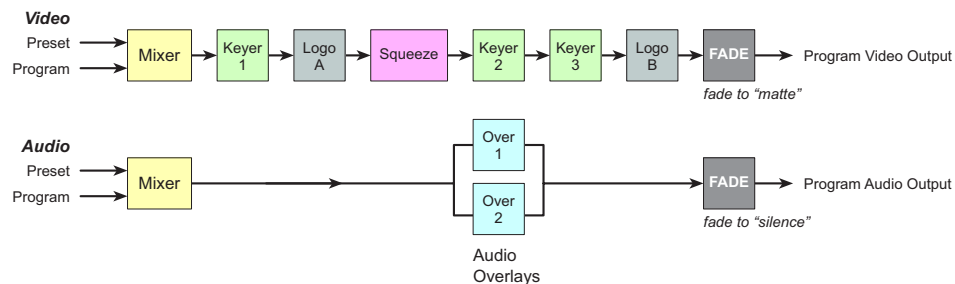 Video
Preset
Program
Mixer
Keyer
1
Logo
A
Squeeze
Keyer
2
Keyer
3
Logo
B
FADE
Program Video Output
fade to “matte”
Audio
Preset
Program
Mixer
Over
1
Over
2
Audio
Overlays
FADE
Program Audio Output
fade to “silence”